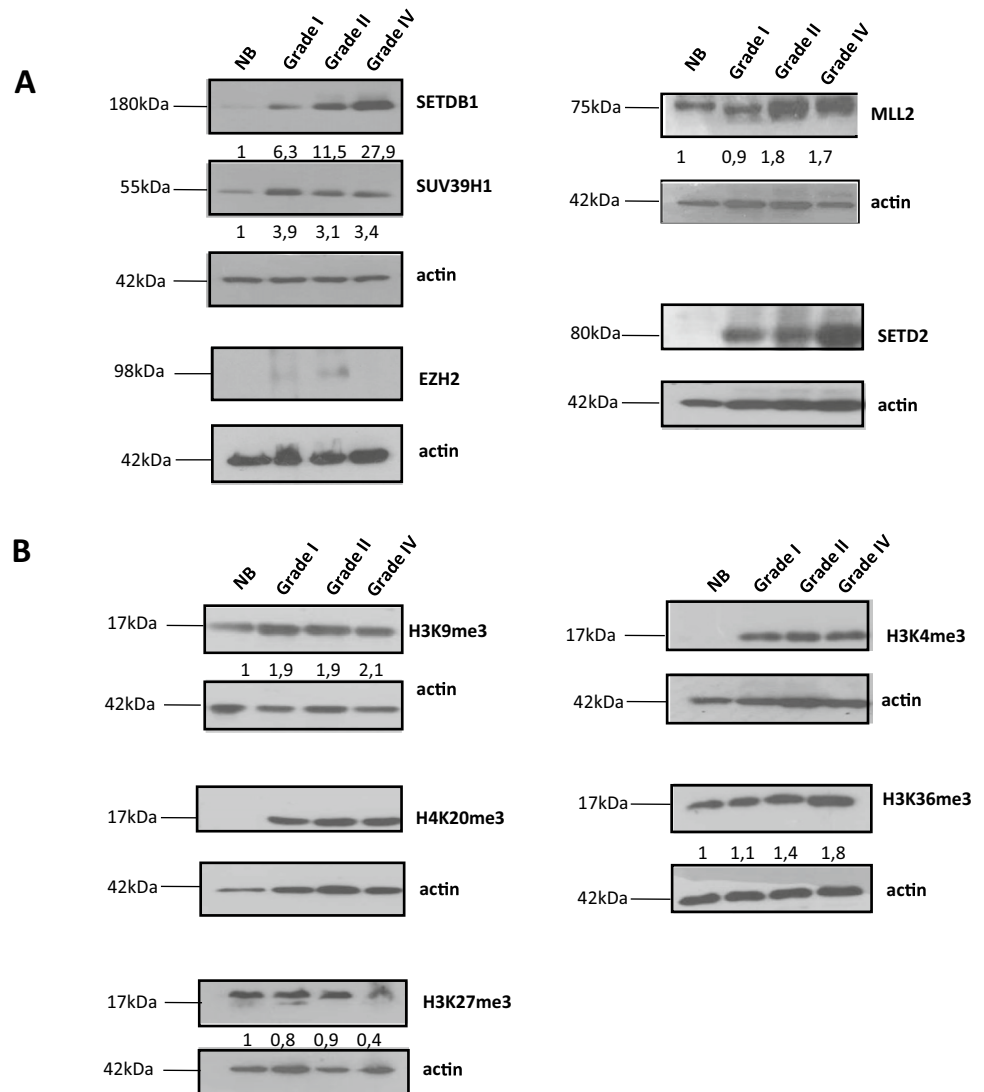 A
NB Grade I Grade II Grade IV
180kDa SETDB1
1 6,3 11,5 27,9
55kDa SUV39H1
1 3,9 3,1 3,4
42kDa actin
98kDa EZH2
42kDa actin
NB Grade I Grade II Grade IV
75kDa MLL2
1 0,9 1,8 1,7
42kDa actin
80kDa SETD2
42kDa actin
B
NB Grade I Grade II Grade IV
17kDa H3K9me3
1 1,9 1,9 2,1
42kDa actin
17kDa H4K20me3
42kDa actin
17kDa H3K27me3
1 0,8 0,9 0,4
42kDa actin
NB Grade I Grade II Grade IV
17kDa H3K4me3
42kDa actin
17kDa H3K36me3
1 1,1 1,4 1,8
42kDa actin